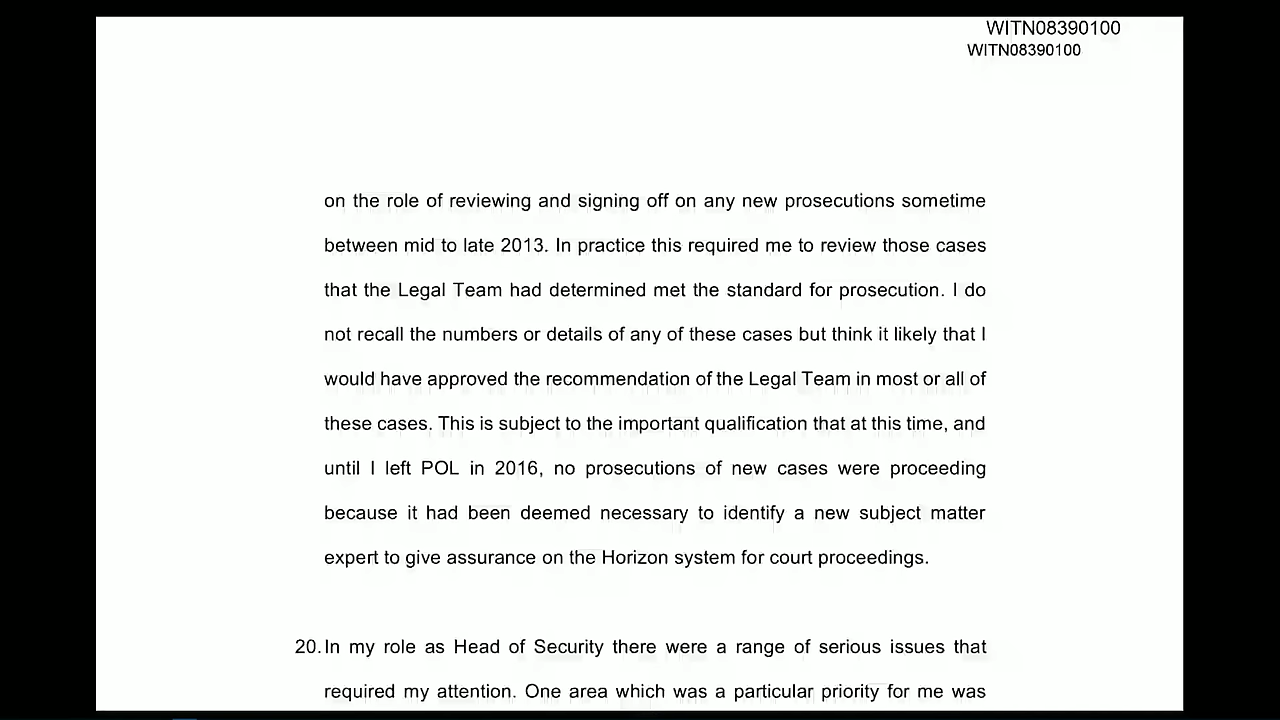 WITN08390100
WITN08390100
on the role of reviewing and signing off on any new prosecutions sometime
between mid to late 2013. In practice this required me to review those cases
that the Legal Team had determined met the standard for prosecution. I do
not recall the numbers or details of any of these cases but think it likely that I
would have approved the recommendation of the Legal Team in most or all of
these cases. This is subject to the important qualification that at this time, and
until I left POL in 2016, no prosecutions of new cases were proceeding
because it had been deemed necessary to identify a new subject matter
expert to give assurance on the Horizon system for court proceedings.
20. In my role as Head of Security there were a range of serious issues that
required my attention. One area which was a particular priority for me was